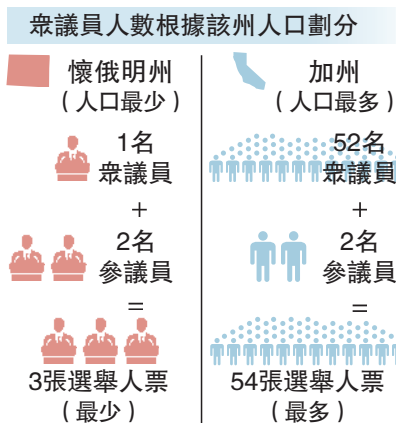 衆議員人數根據該州人口劃分
懷俄明州
（人口最少）
1名
衆議員
+
2名
參議員
=
3張選舉人票
（最少）
加州
（人口最多）
52名
衆議員
+
2名
參議員
=
54張選舉人票
（最多）